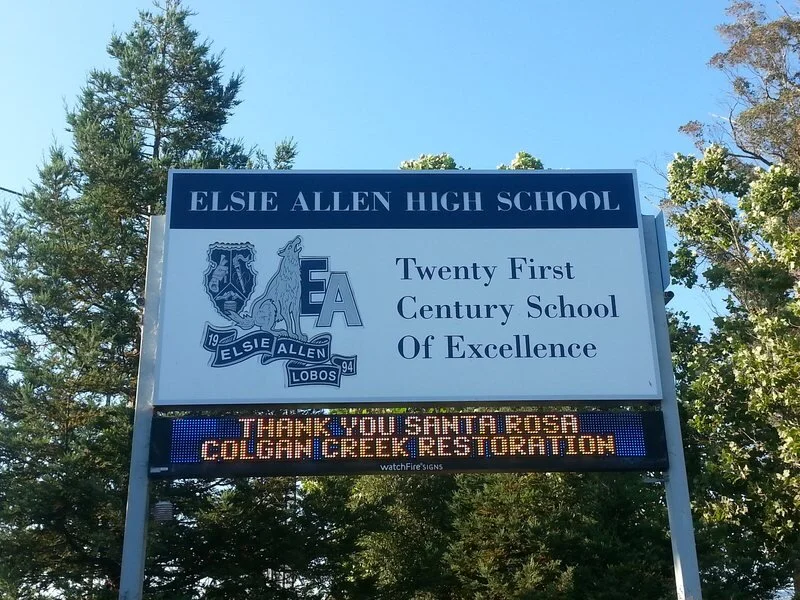 ELSIE ALLEN HIGH SCHOOL
EA
19 ELSIE ALLEN LOBOS 94
Twenty First
Century School
Of Excellence
THANK YOU SANTA ROSA
COLGAN CREEK RESTORATION
watchFire SIGNS